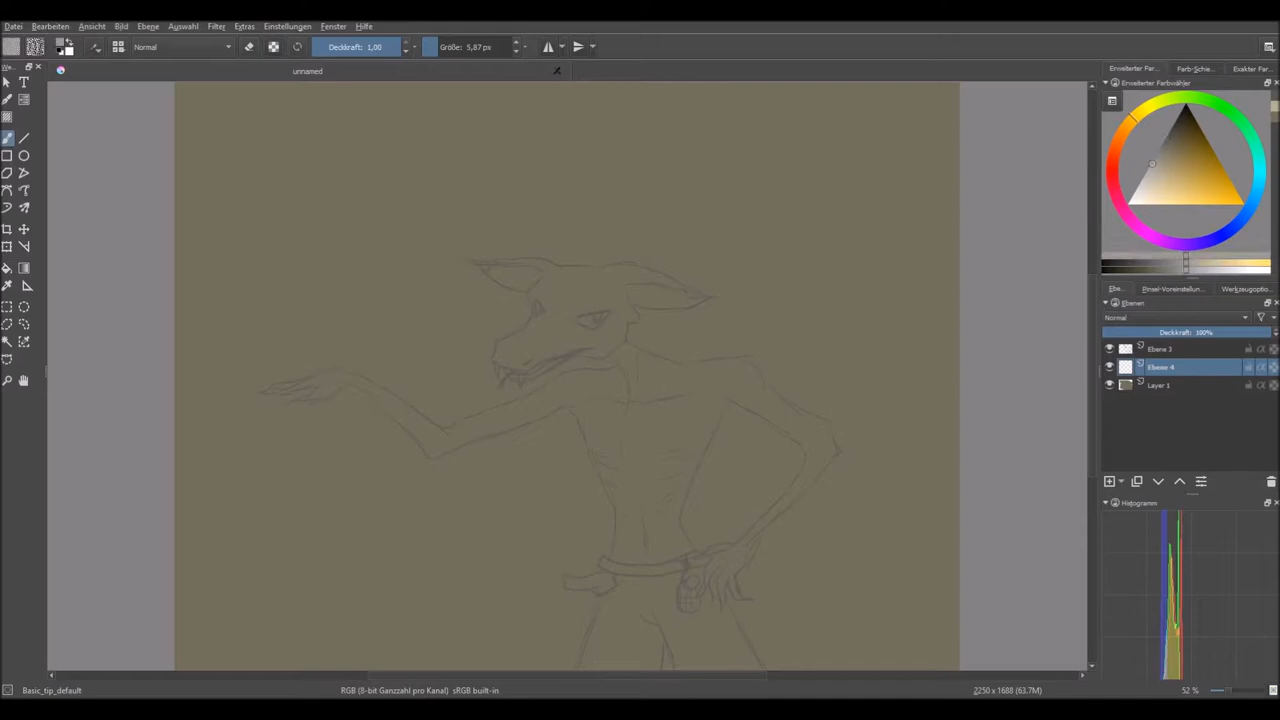 Datei Bearbeiten Ansicht Bild Ebene Auswahl Filter Extras Einstellungen Fenster Hilfe
Normal Deckkraft: 1,00 Größe: 5,87 px
We...
unnamed
Erweiterter Far... Farb-Schie... Exakter Far...
Erweiterter Farbwähler
Ebe... Pinsel-Voreinstellun... Werkzeugoptio...
Ebenen
Normal
Deckkraft: 100%
Ebene 3
Ebene 4
Layer 1
Histogramm
Basic_tip_default RGB (8-bit Ganzzahl pro Kanal) sRGB built-in 2250 x 1688 (63.7M) 52 %